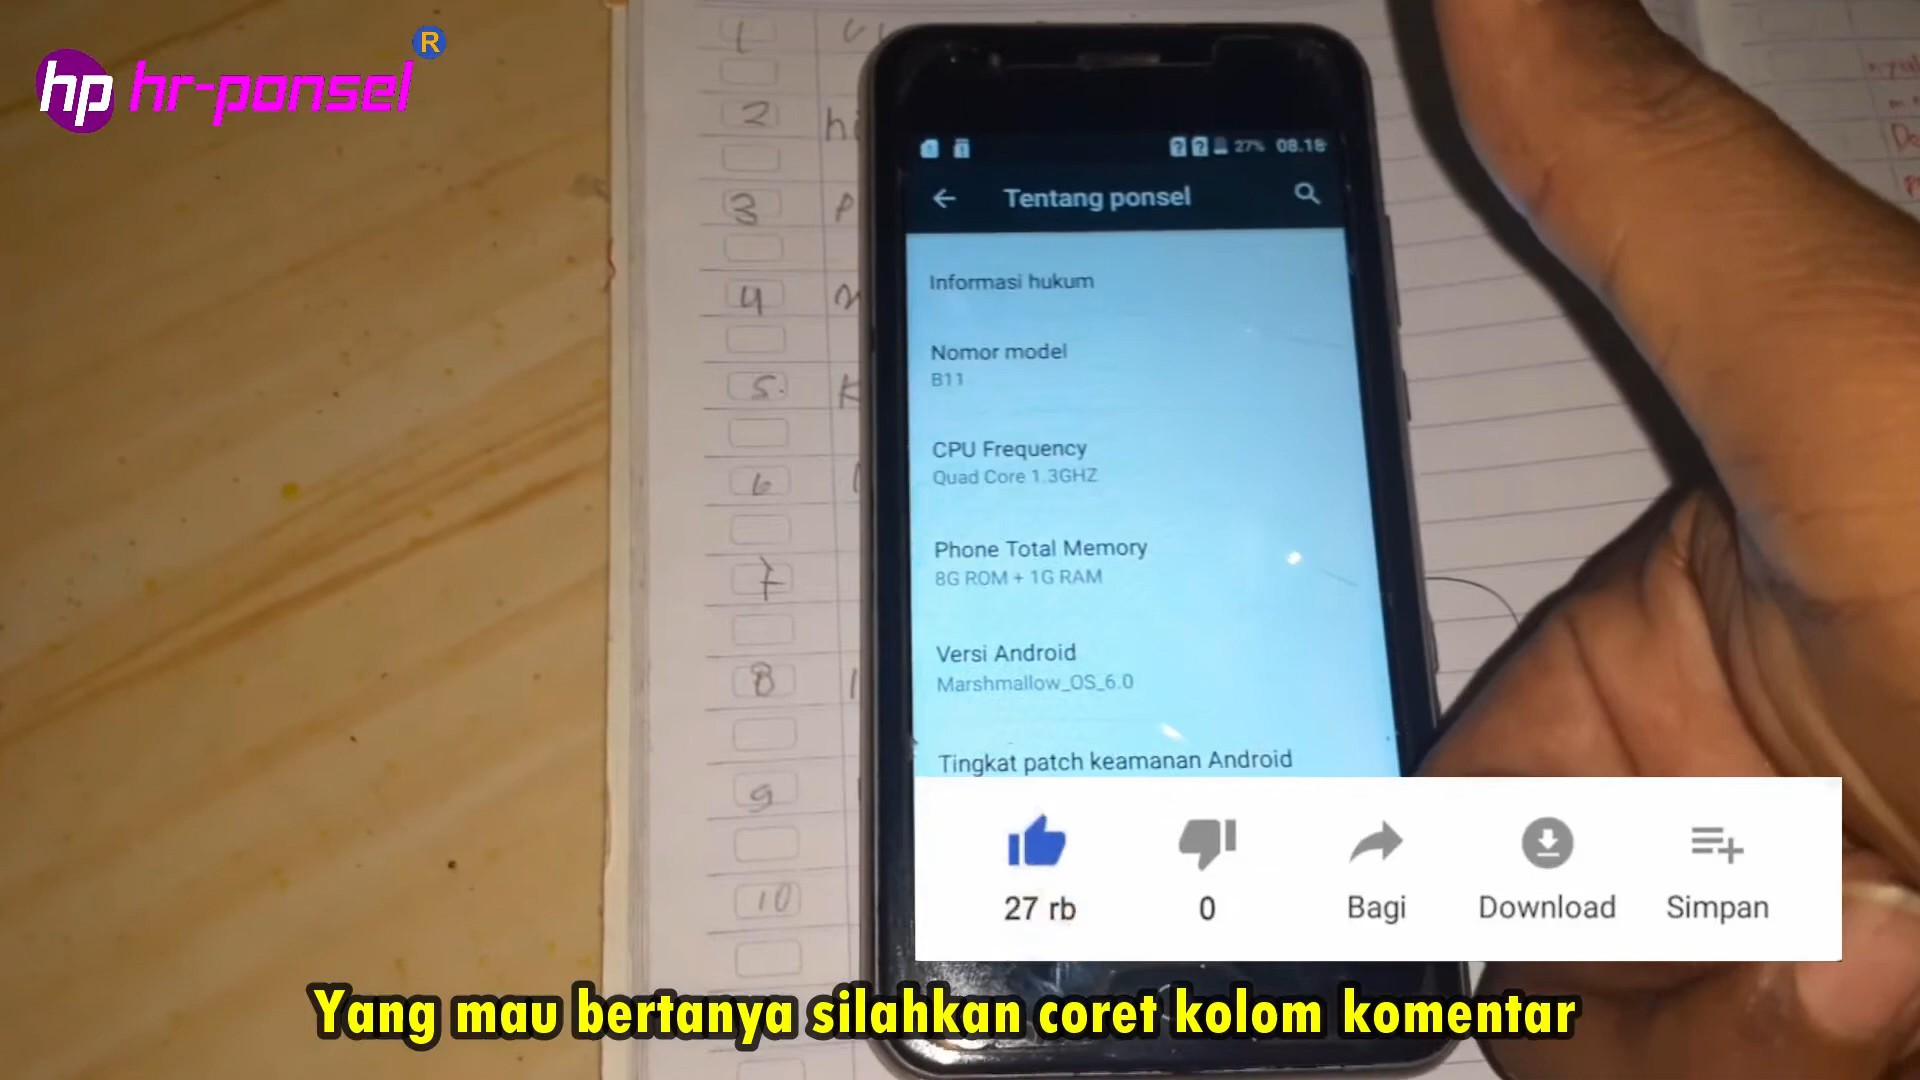 hp hr-ponsel R
1
2
3
4
5.
6
7
8
9
10
27% 08.18
Tentang ponsel
Informasi hukum
Nomor model
B11
CPU Frequency
Quad Core 1.3GHZ
Phone Total Memory
8G ROM + 1G RAM
Versi Android
Marshmallow_OS_6.0
Tingkat patch keamanan Android
27 rb 0 Bagi Download Simpan
Yang mau bertanya silahkan coret kolom komentar